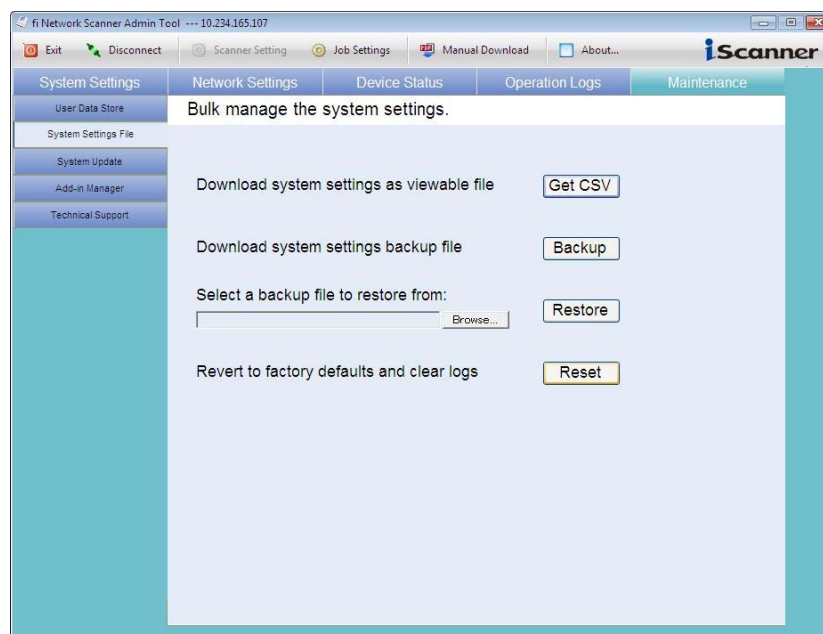 fi Network Scanner Admin Tool --- 10.234.165.107
Exit Disconnect Scanner Setting Job Settings Manual Download About... iScanner
System Settings Network Settings Device Status Operation Logs Maintenance
User Data Store
System Settings File
System Update
Add-in Manager
Technical Support
Bulk manage the system settings.
Download system settings as viewable file Get CSV
Download system settings backup file Backup
Select a backup file to restore from:
Browse... Restore
Revert to factory defaults and clear logs Reset